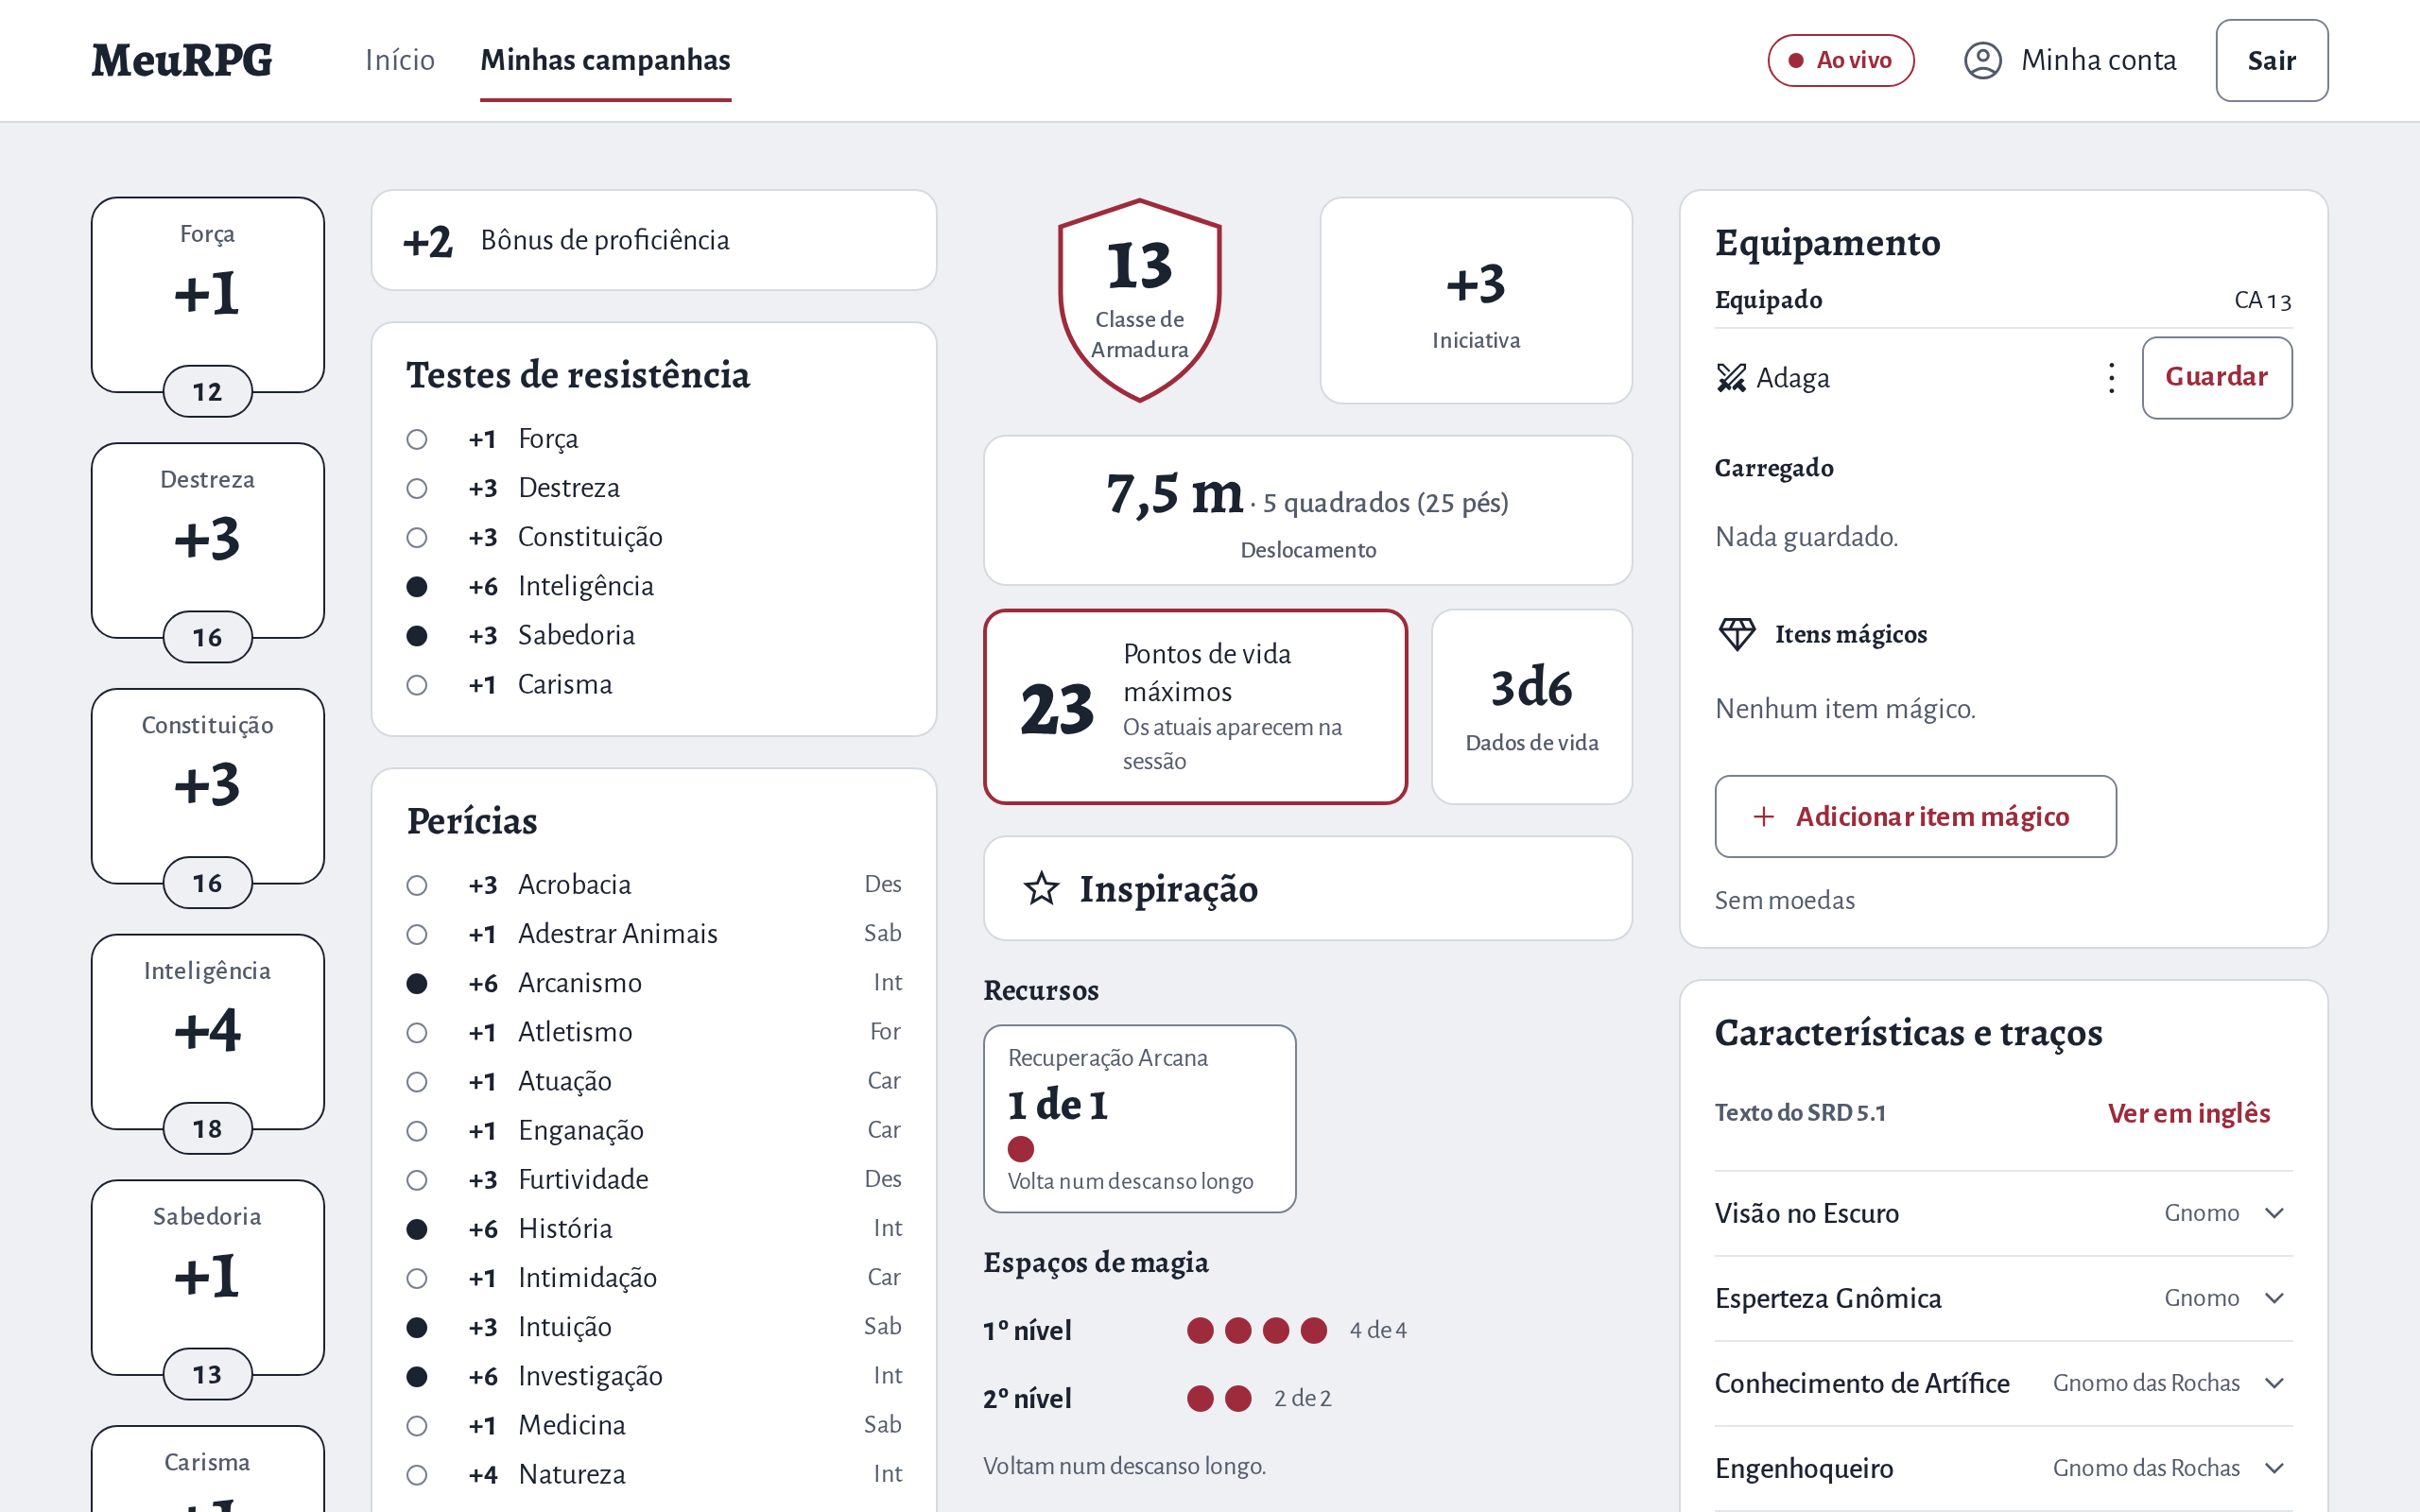 MeuRPG
Início
Minhas campanhas
Ao vivo
Minha conta
Sair
Força
+1
12
Destreza
+3
16
Constituição
+3
16
Inteligência
+4
18
Sabedoria
+1
13
Carisma
+2 Bônus de proficiência
Testes de resistência
+1 Força
+3 Destreza
+3 Constituição
+6 Inteligência
+3 Sabedoria
+1 Carisma
Perícias
+3 Acrobacia Des
+1 Adestrar Animais Sab
+6 Arcanismo Int
+1 Atletismo For
+1 Atuação Car
+1 Enganação Car
+3 Furtividade Des
+6 História Int
+1 Intimidação Car
+3 Intuição Sab
+6 Investigação Int
+1 Medicina Sab
+4 Natureza Int
13
Classe de
Armadura
+3
Iniciativa
7,5 m · 5 quadrados (25 pés)
Deslocamento
23
Pontos de vida
máximos
Os atuais aparecem na
sessão
3d6
Dados de vida
Inspiração
Recursos
Recuperação Arcana
1 de 1
Volta num descanso longo
Espaços de magia
1º nível 4 de 4
2º nível 2 de 2
Voltam num descanso longo.
Equipamento
Equipado CA 13
Adaga Guardar
Carregado
Nada guardado.
Itens mágicos
Nenhum item mágico.
+ Adicionar item mágico
Sem moedas
Características e traços
Texto do SRD 5.1 Ver em inglês
Visão no Escuro Gnomo
Esperteza Gnômica Gnomo
Conhecimento de Artífice Gnomo das Rochas
Engenhoqueiro Gnomo das Rochas